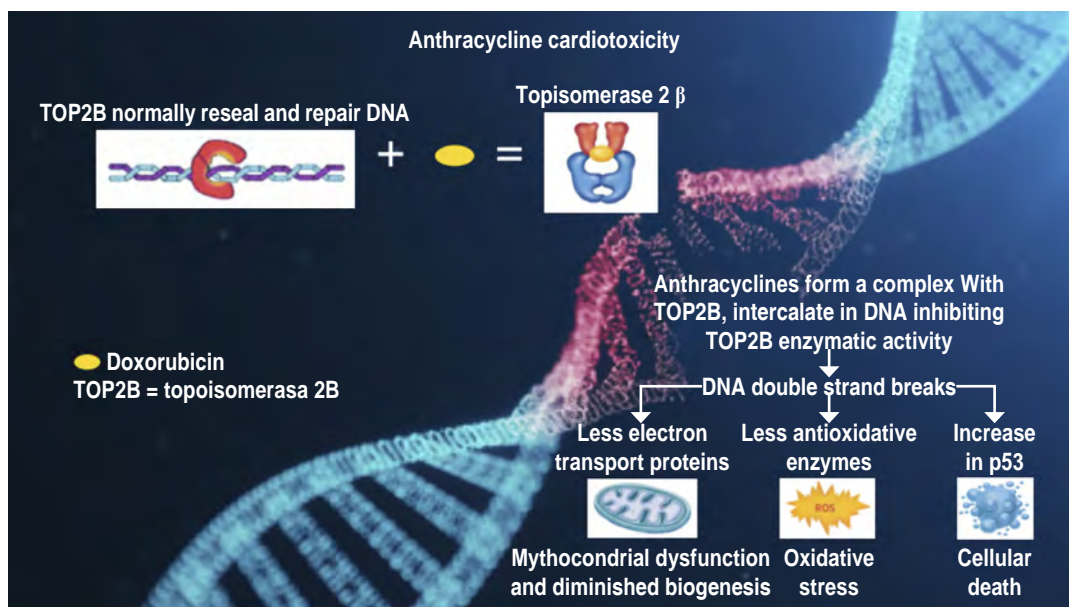 Anthracycline cardiotoxicity
TOP2B normally reseal and repair DNA
+
=
Topisomerase 2 β
Anthracyclines form a complex With
TOP2B, intercalate in DNA inhibiting
TOP2B enzymatic activity
Doxorubicin
TOP2B = topoisomerasa 2B
DNA double strand breaks
Less electron
transport proteins
Less antioxidative
enzymes
Increase
in p53
ROS
Mythocondrial dysfunction
and diminished biogenesis
Oxidative
stress
Cellular
death